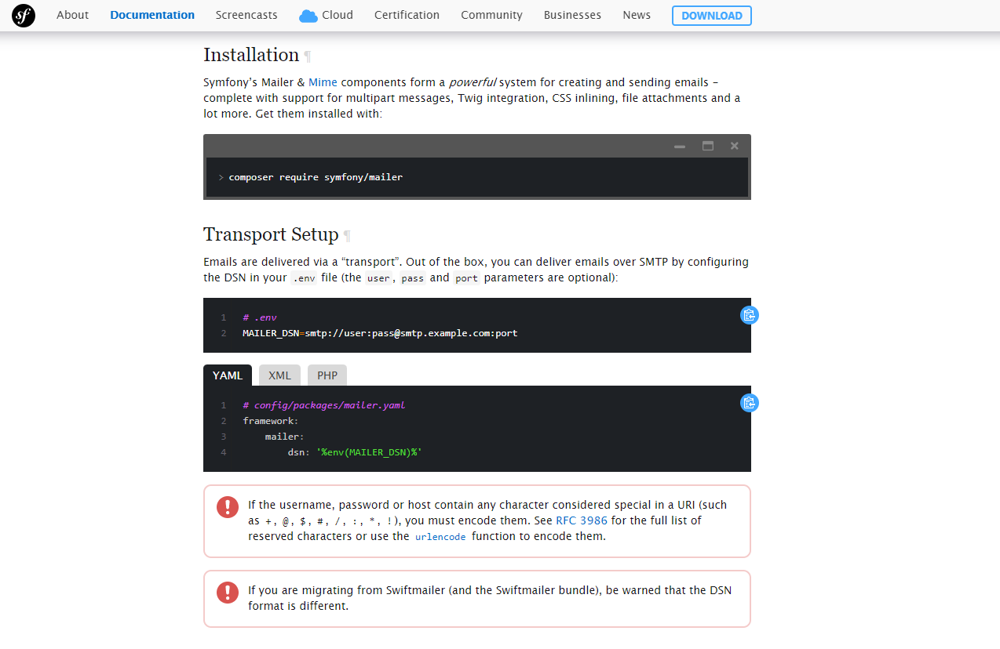 sf About Documentation Screencasts Cloud Certification Community Businesses News DOWNLOAD
Installation ¶
Symfony’s Mailer & Mime components form a powerful system for creating and sending emails –
complete with support for multipart messages, Twig integration, CSS inlining, file attachments and a
lot more. Get them installed with:
> composer require symfony/mailer
Transport Setup ¶
Emails are delivered via a “transport”. Out of the box, you can deliver emails over SMTP by configuring
the DSN in your .env file (the user, pass and port parameters are optional):
1 # .env
2 MAILER_DSN=smtp://user:pass@smtp.example.com:port
YAML XML PHP
1 # config/packages/mailer.yaml
2 framework:
3     mailer:
4         dsn: '%env(MAILER_DSN)%'
If the username, password or host contain any character considered special in a URI (such
as +, @, $, #, /, :, *, !), you must encode them. See RFC 3986 for the full list of
reserved characters or use the urlencode function to encode them.
If you are migrating from Swiftmailer (and the Swiftmailer bundle), be warned that the DSN
format is different.